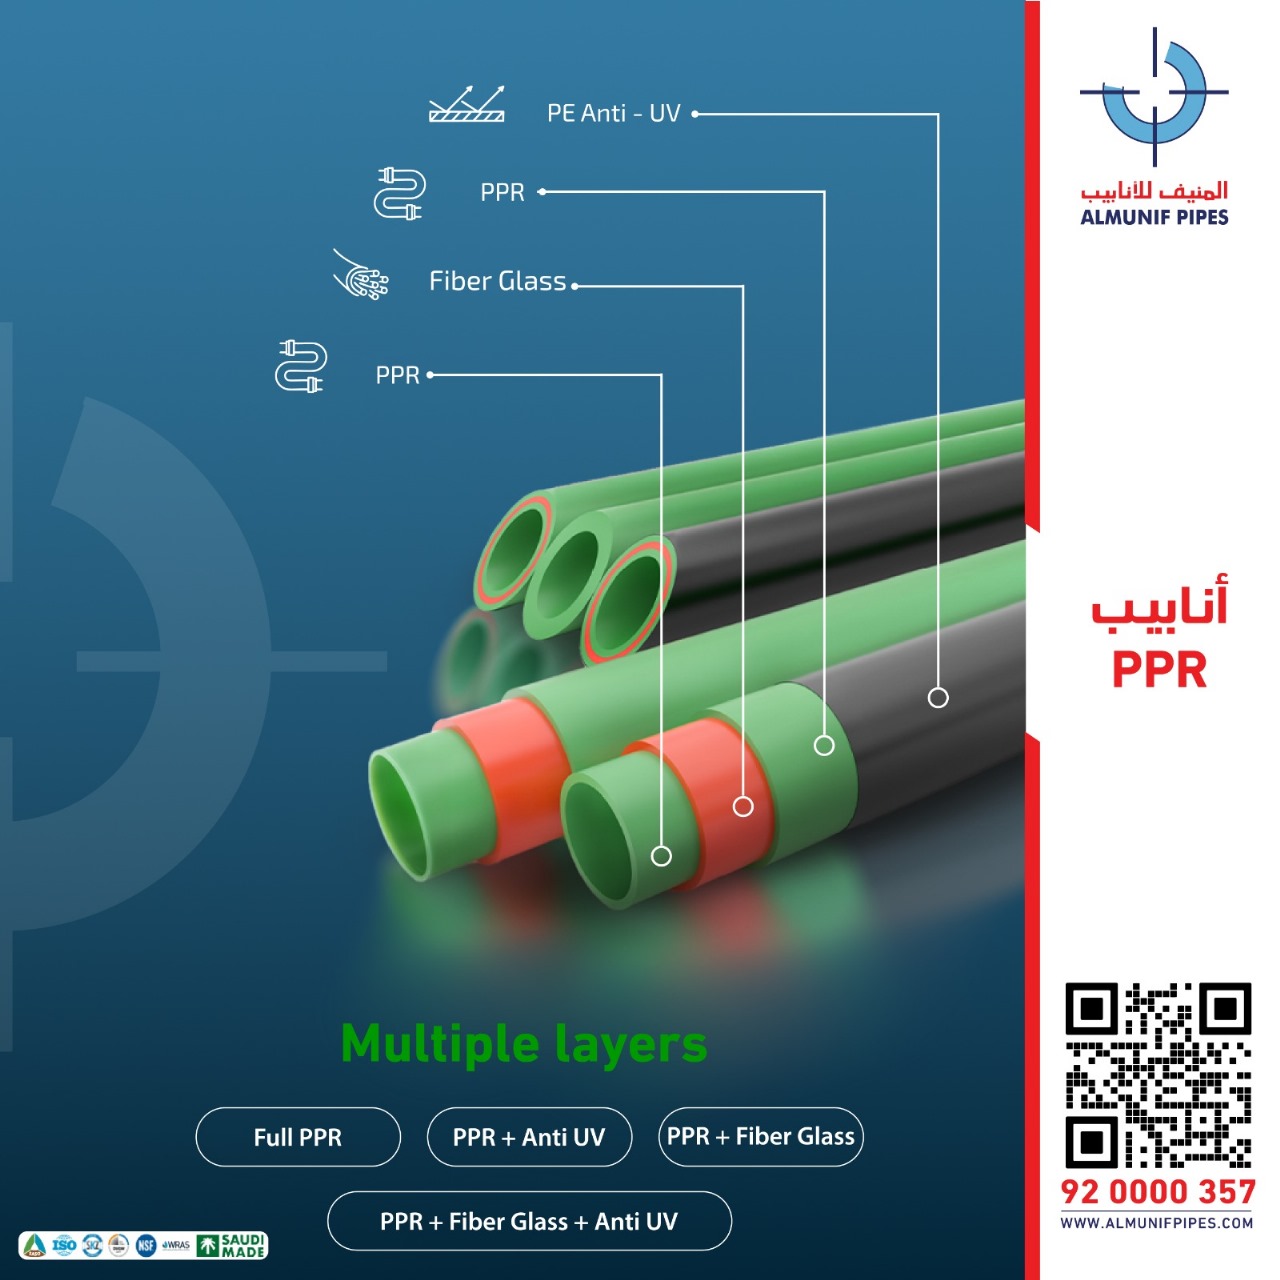 PE Anti - UV
PPR
Fiber Glass
PPR
Multiple layers
Full PPR
PPR + Anti UV
PPR + Fiber Glass
PPR + Fiber Glass + Anti UV
ISO
NSF
WRAS
SAUDI
MADE
المنيف للأنابيب
ALMUNIF PIPES
أنابيب
PPR
92 0000 357
WWW.ALMUNIFPIPES.COM